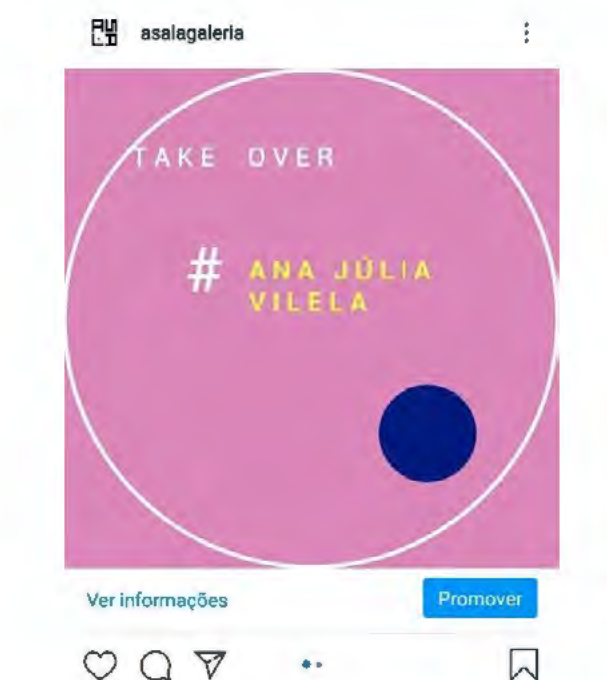 asalagaleria
TAKE OVER
# ANA JÚLIA
VILELA
Ver informações
Promover